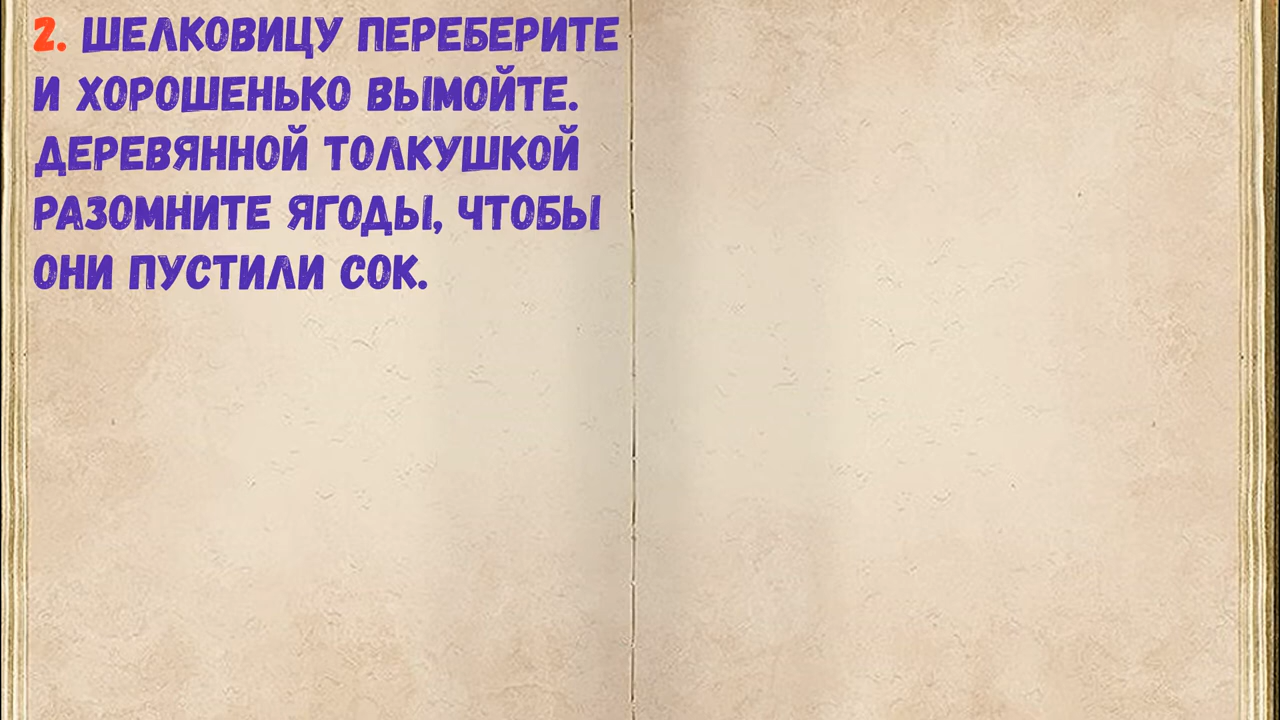 2. ШЕЛКОВИЦУ ПЕРЕБЕРИТЕ
И ХОРОШЕНЬКО ВЫМОЙТЕ.
ДЕРЕВЯННОЙ ТОЛКУШКОЙ
РАЗОМНИТЕ ЯГОДЫ, ЧТОБЫ
ОНИ ПУСТИЛИ СОК.